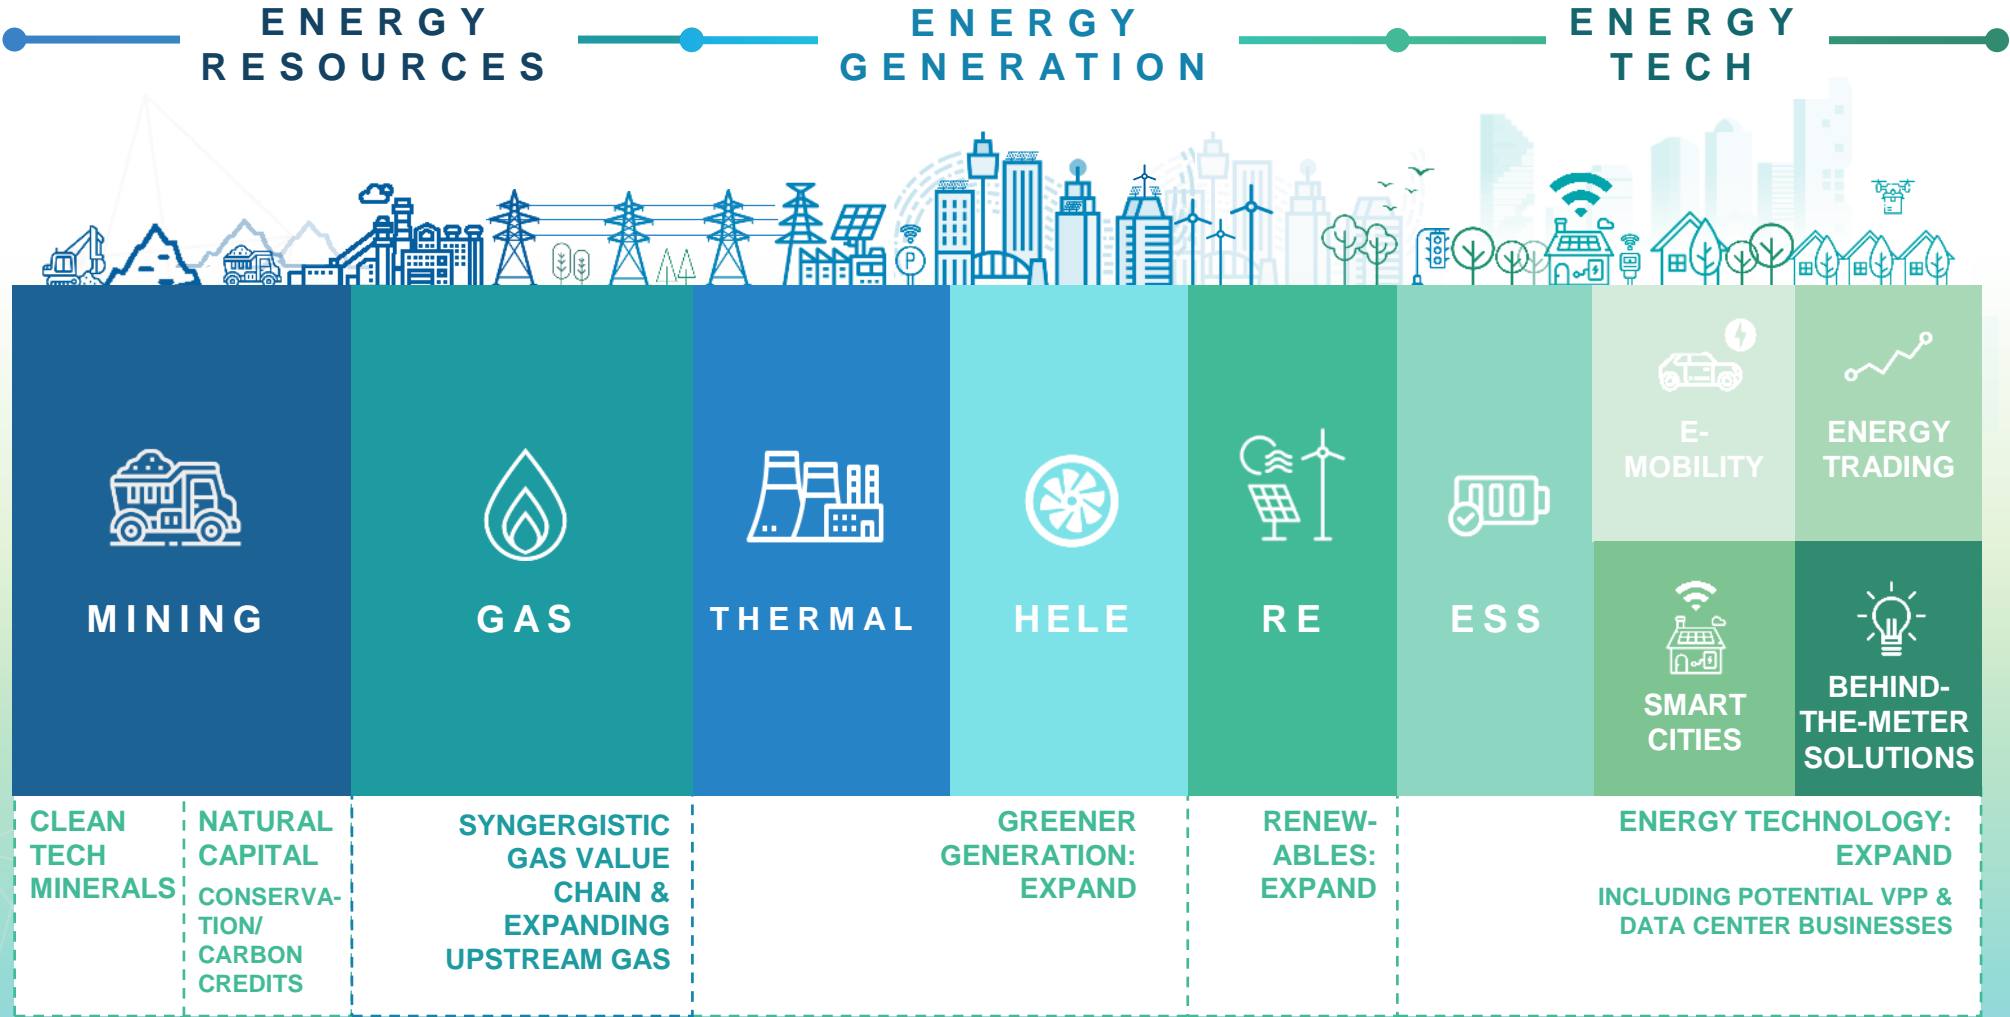 ENERGY
RESOURCES
ENERGY
GENERATION
ENERGY
TECH
P
MINING
GAS
THERMAL
HELE
RE
ESS
E-
MOBILITY
ENERGY
TRADING
SMART
CITIES
BEHIND-
THE-METER
SOLUTIONS
CLEAN
TECH
MINERALS
NATURAL
CAPITAL
CONSERVA-
TION/
CARBON
CREDITS
SYNGERGISTIC
GAS VALUE
CHAIN &
EXPANDING
UPSTREAM GAS
GREENER
GENERATION:
EXPAND
RENEW-
ABLES:
EXPAND
ENERGY TECHNOLOGY:
EXPAND
INCLUDING POTENTIAL VPP &
DATA CENTER BUSINESSES